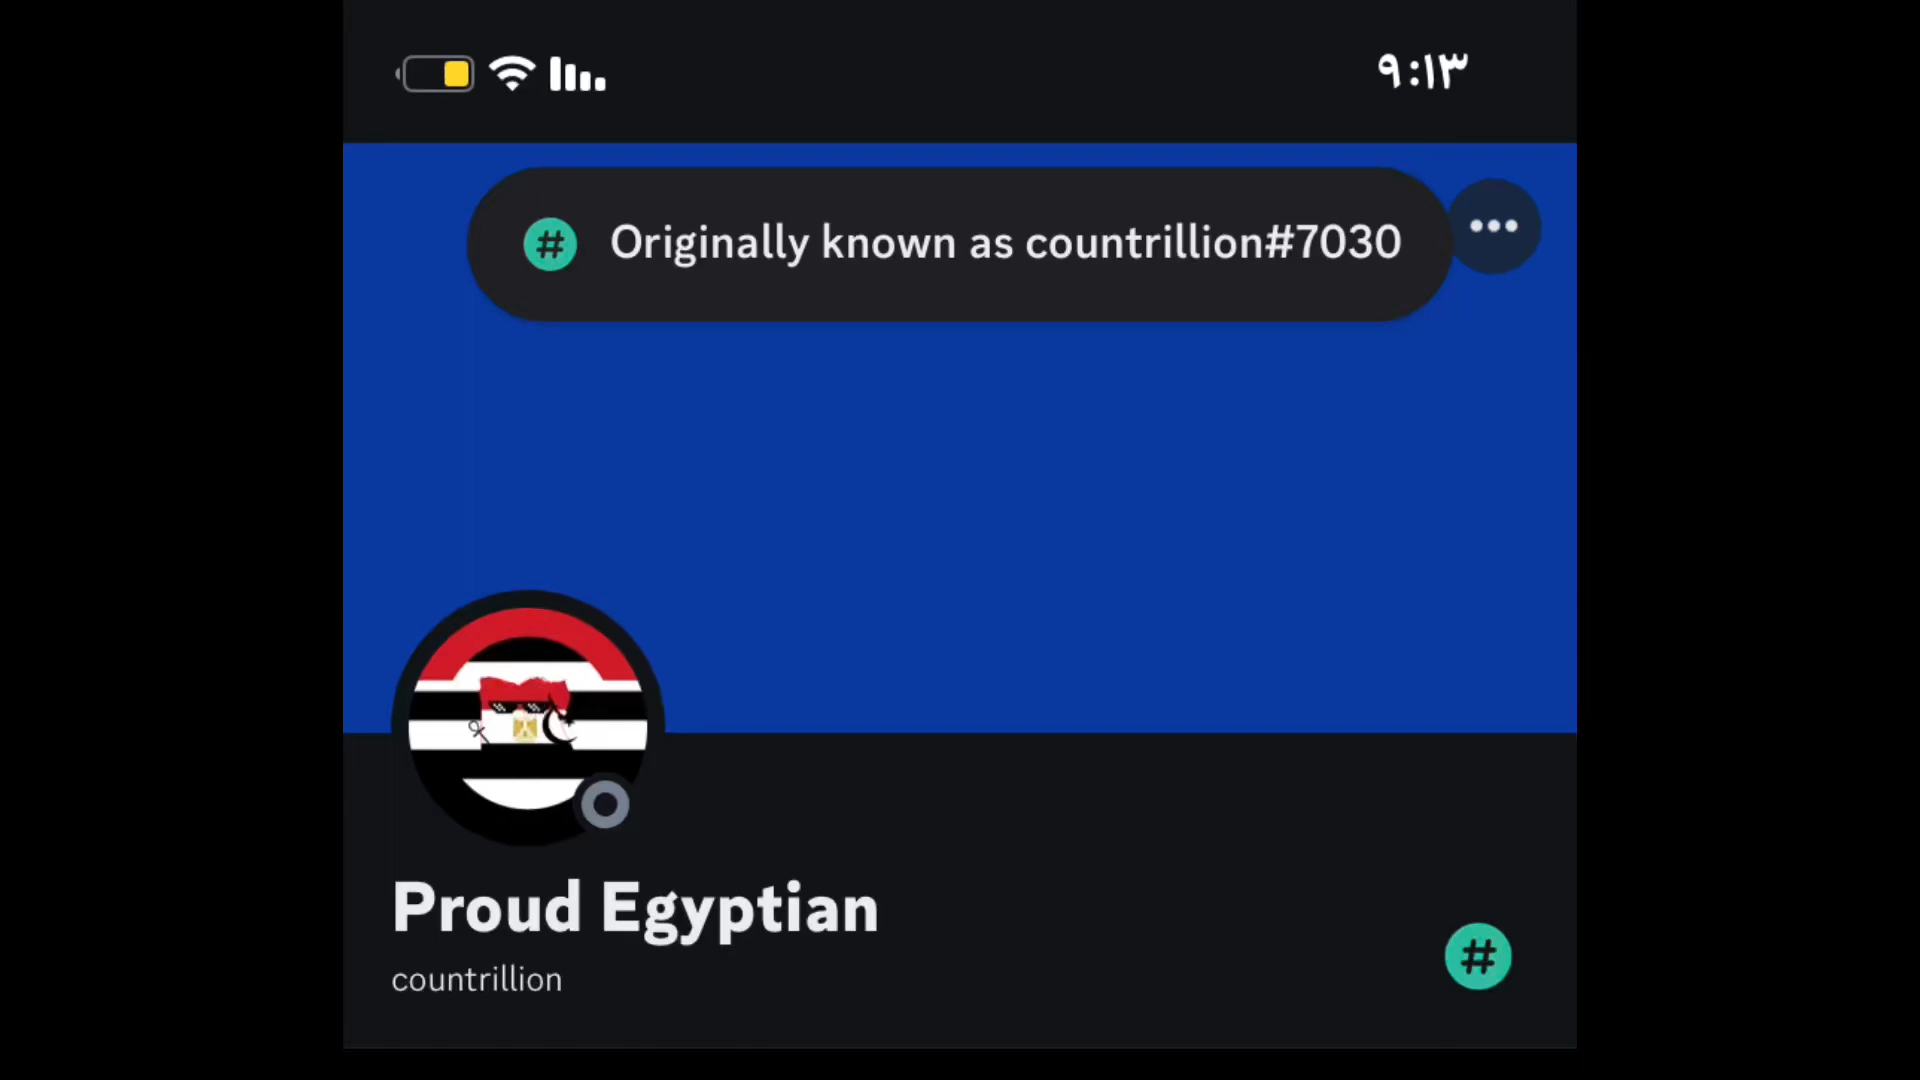 ٩:١٣
# Originally known as countrillion#7030
Proud Egyptian
countrillion
#